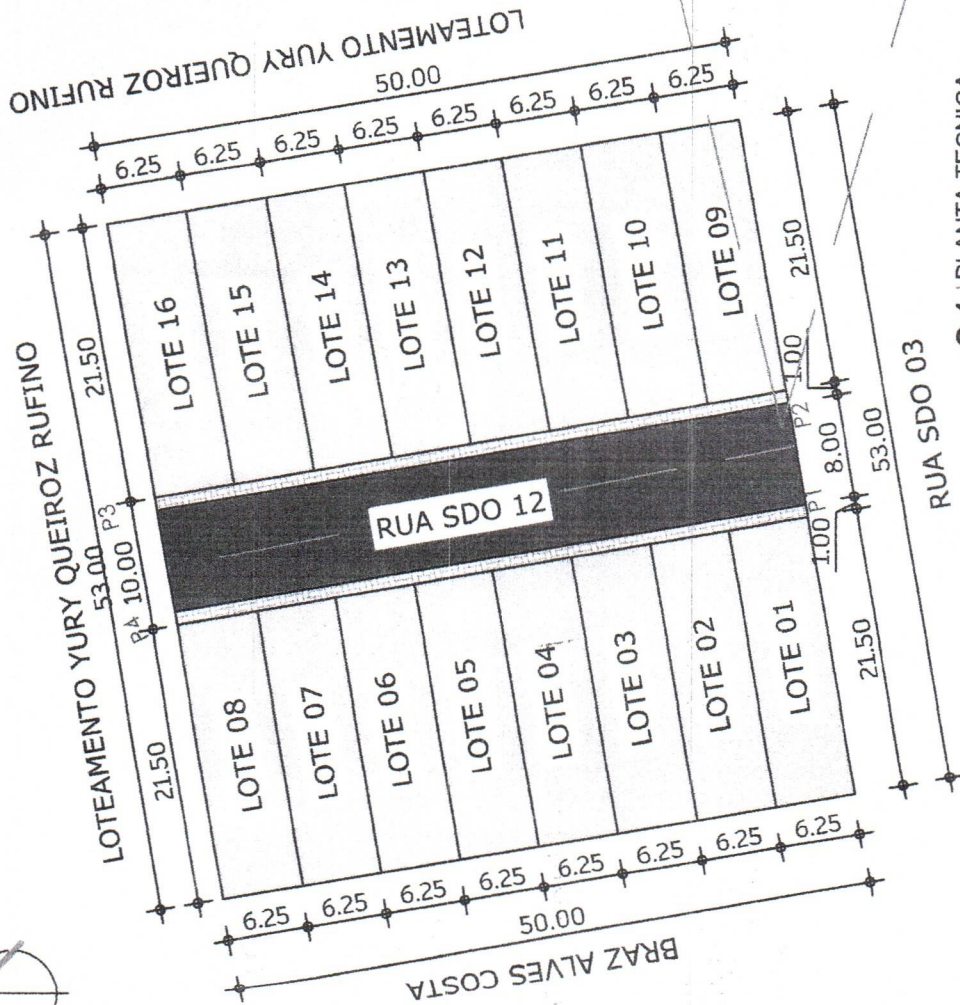 LOTEAMENTO YURY QUEIROZ RUFINO
50.00
6.25 6.25 6.25 6.25 6.25 6.25 6.25 6.25
LOTEAMENTO YURY QUEIROZ RUFINO
53.00
21.50
10.00
21.50
P3
P4
LOTE 16
LOTE 15
LOTE 14
LOTE 13
LOTE 12
LOTE 11
LOTE 10
LOTE 09
RUA SDO 12
LOTE 08
LOTE 07
LOTE 06
LOTE 05
LOTE 04
LOTE 03
LOTE 02
LOTE 01
21.50
1.00
P2
8.00
P1
1.00
21.50
53.00
RUA SDO 03
6.25 6.25 6.25 6.25 6.25 6.25 6.25 6.25
50.00
BRAZ ALVES COSTA
PLANTA TECNICA